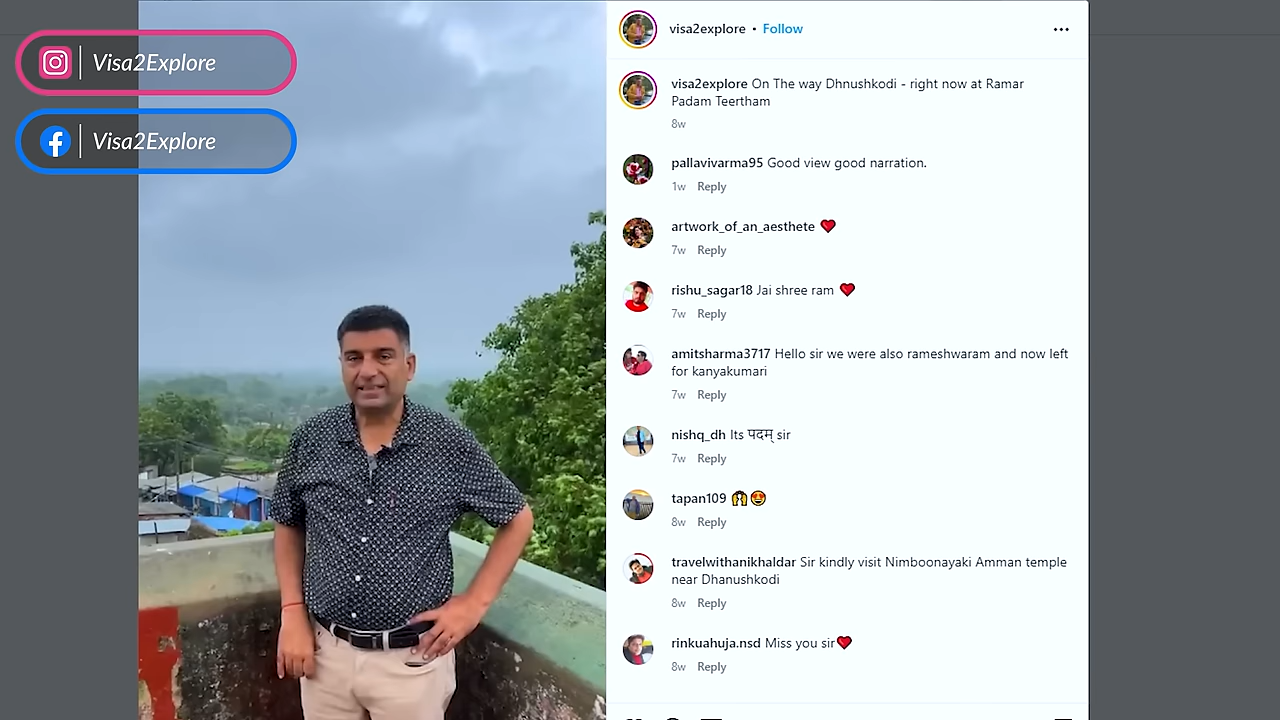 Visa2Explore
Visa2Explore
visa2explore • Follow
visa2explore On The way Dhnushkodi - right now at Ramar
Padam Teertham
8w
pallavivarma95 Good view good narration.
1w Reply
artwork_of_an_aesthete ❤️
7w Reply
rishu_sagar18 Jai shree ram ❤️
7w Reply
amitsharma3717 Hello sir we were also rameshwaram and now left
for kanyakumari
7w Reply
nishq_dh Its पदम् sir
7w Reply
tapan109 🙌😍
8w Reply
travelwithanikhaldar Sir kindly visit Nimboonayaki Amman temple
near Dhanushkodi
8w Reply
rinkuahuja.nsd Miss you sir❤️
8w Reply